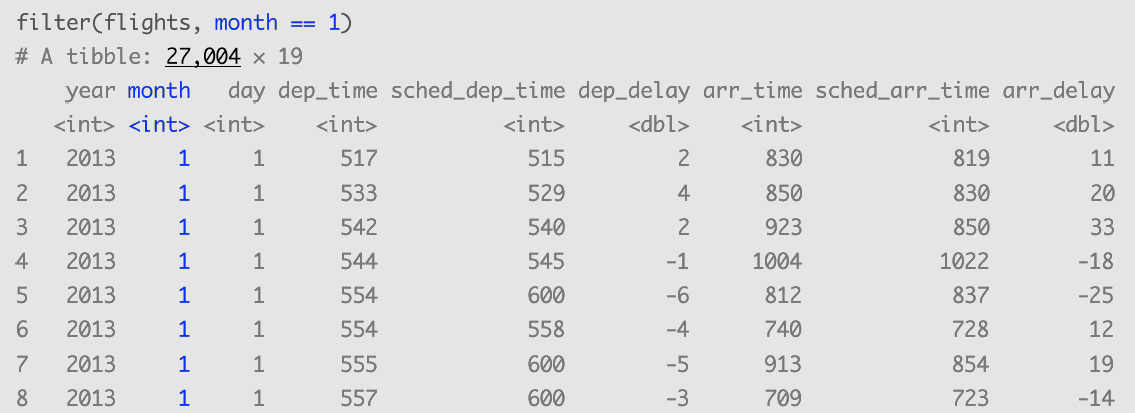 filter(flights, month == 1)
# A tibble: 27,004 × 19
year month day dep_time sched_dep_time dep_delay arr_time sched_arr_time arr_delay
<int> <int> <int> <int> <int> <dbl> <int> <int> <dbl>
1 2013 1 1 517 515 2 830 819 11
2 2013 1 1 533 529 4 850 830 20
3 2013 1 1 542 540 2 923 850 33
4 2013 1 1 544 545 -1 1004 1022 -18
5 2013 1 1 554 600 -6 812 837 -25
6 2013 1 1 554 558 -4 740 728 12
7 2013 1 1 555 600 -5 913 854 19
8 2013 1 1 557 600 -3 709 723 -14